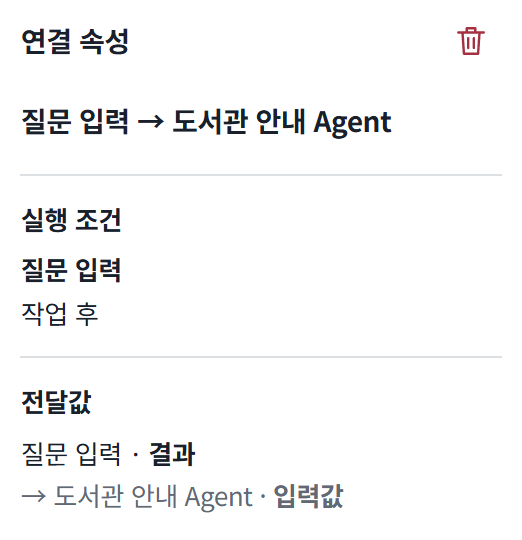 연결 속성
질문 입력 → 도서관 안내 Agent
실행 조건
질문 입력
작업 후
전달값
질문 입력 · 결과
→ 도서관 안내 Agent · 입력값